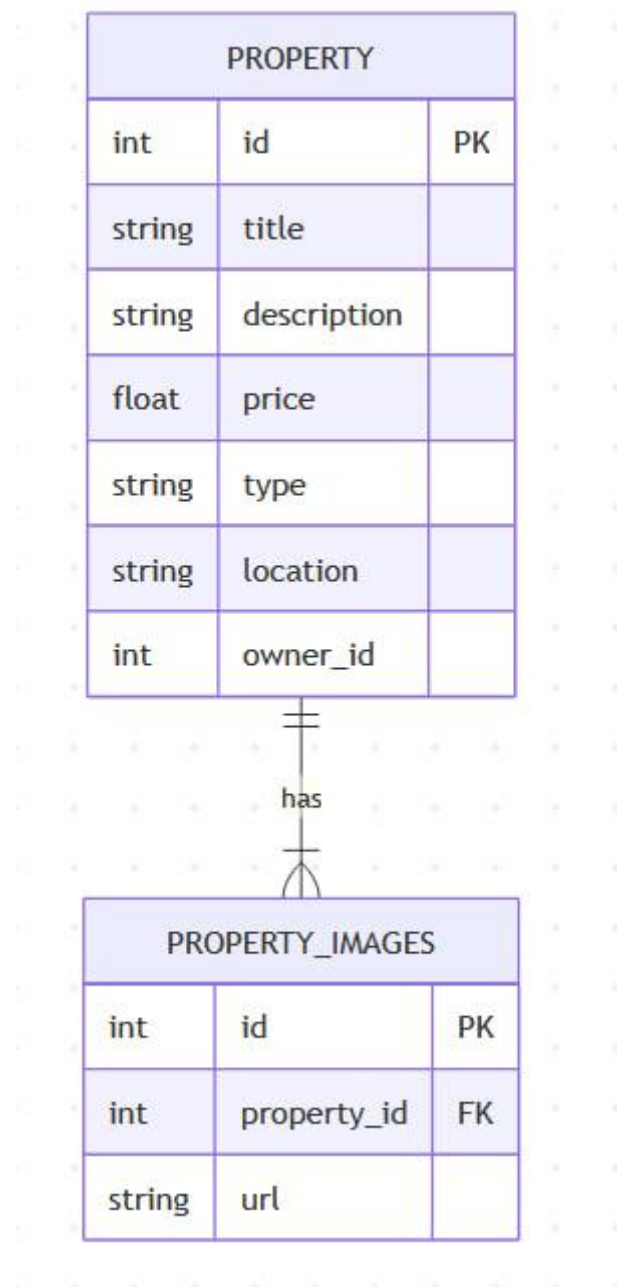 PROPERTY
int id PK
string title
string description
float price
string type
string location
int owner_id
has
PROPERTY_IMAGES
int id PK
int property_id FK
string url